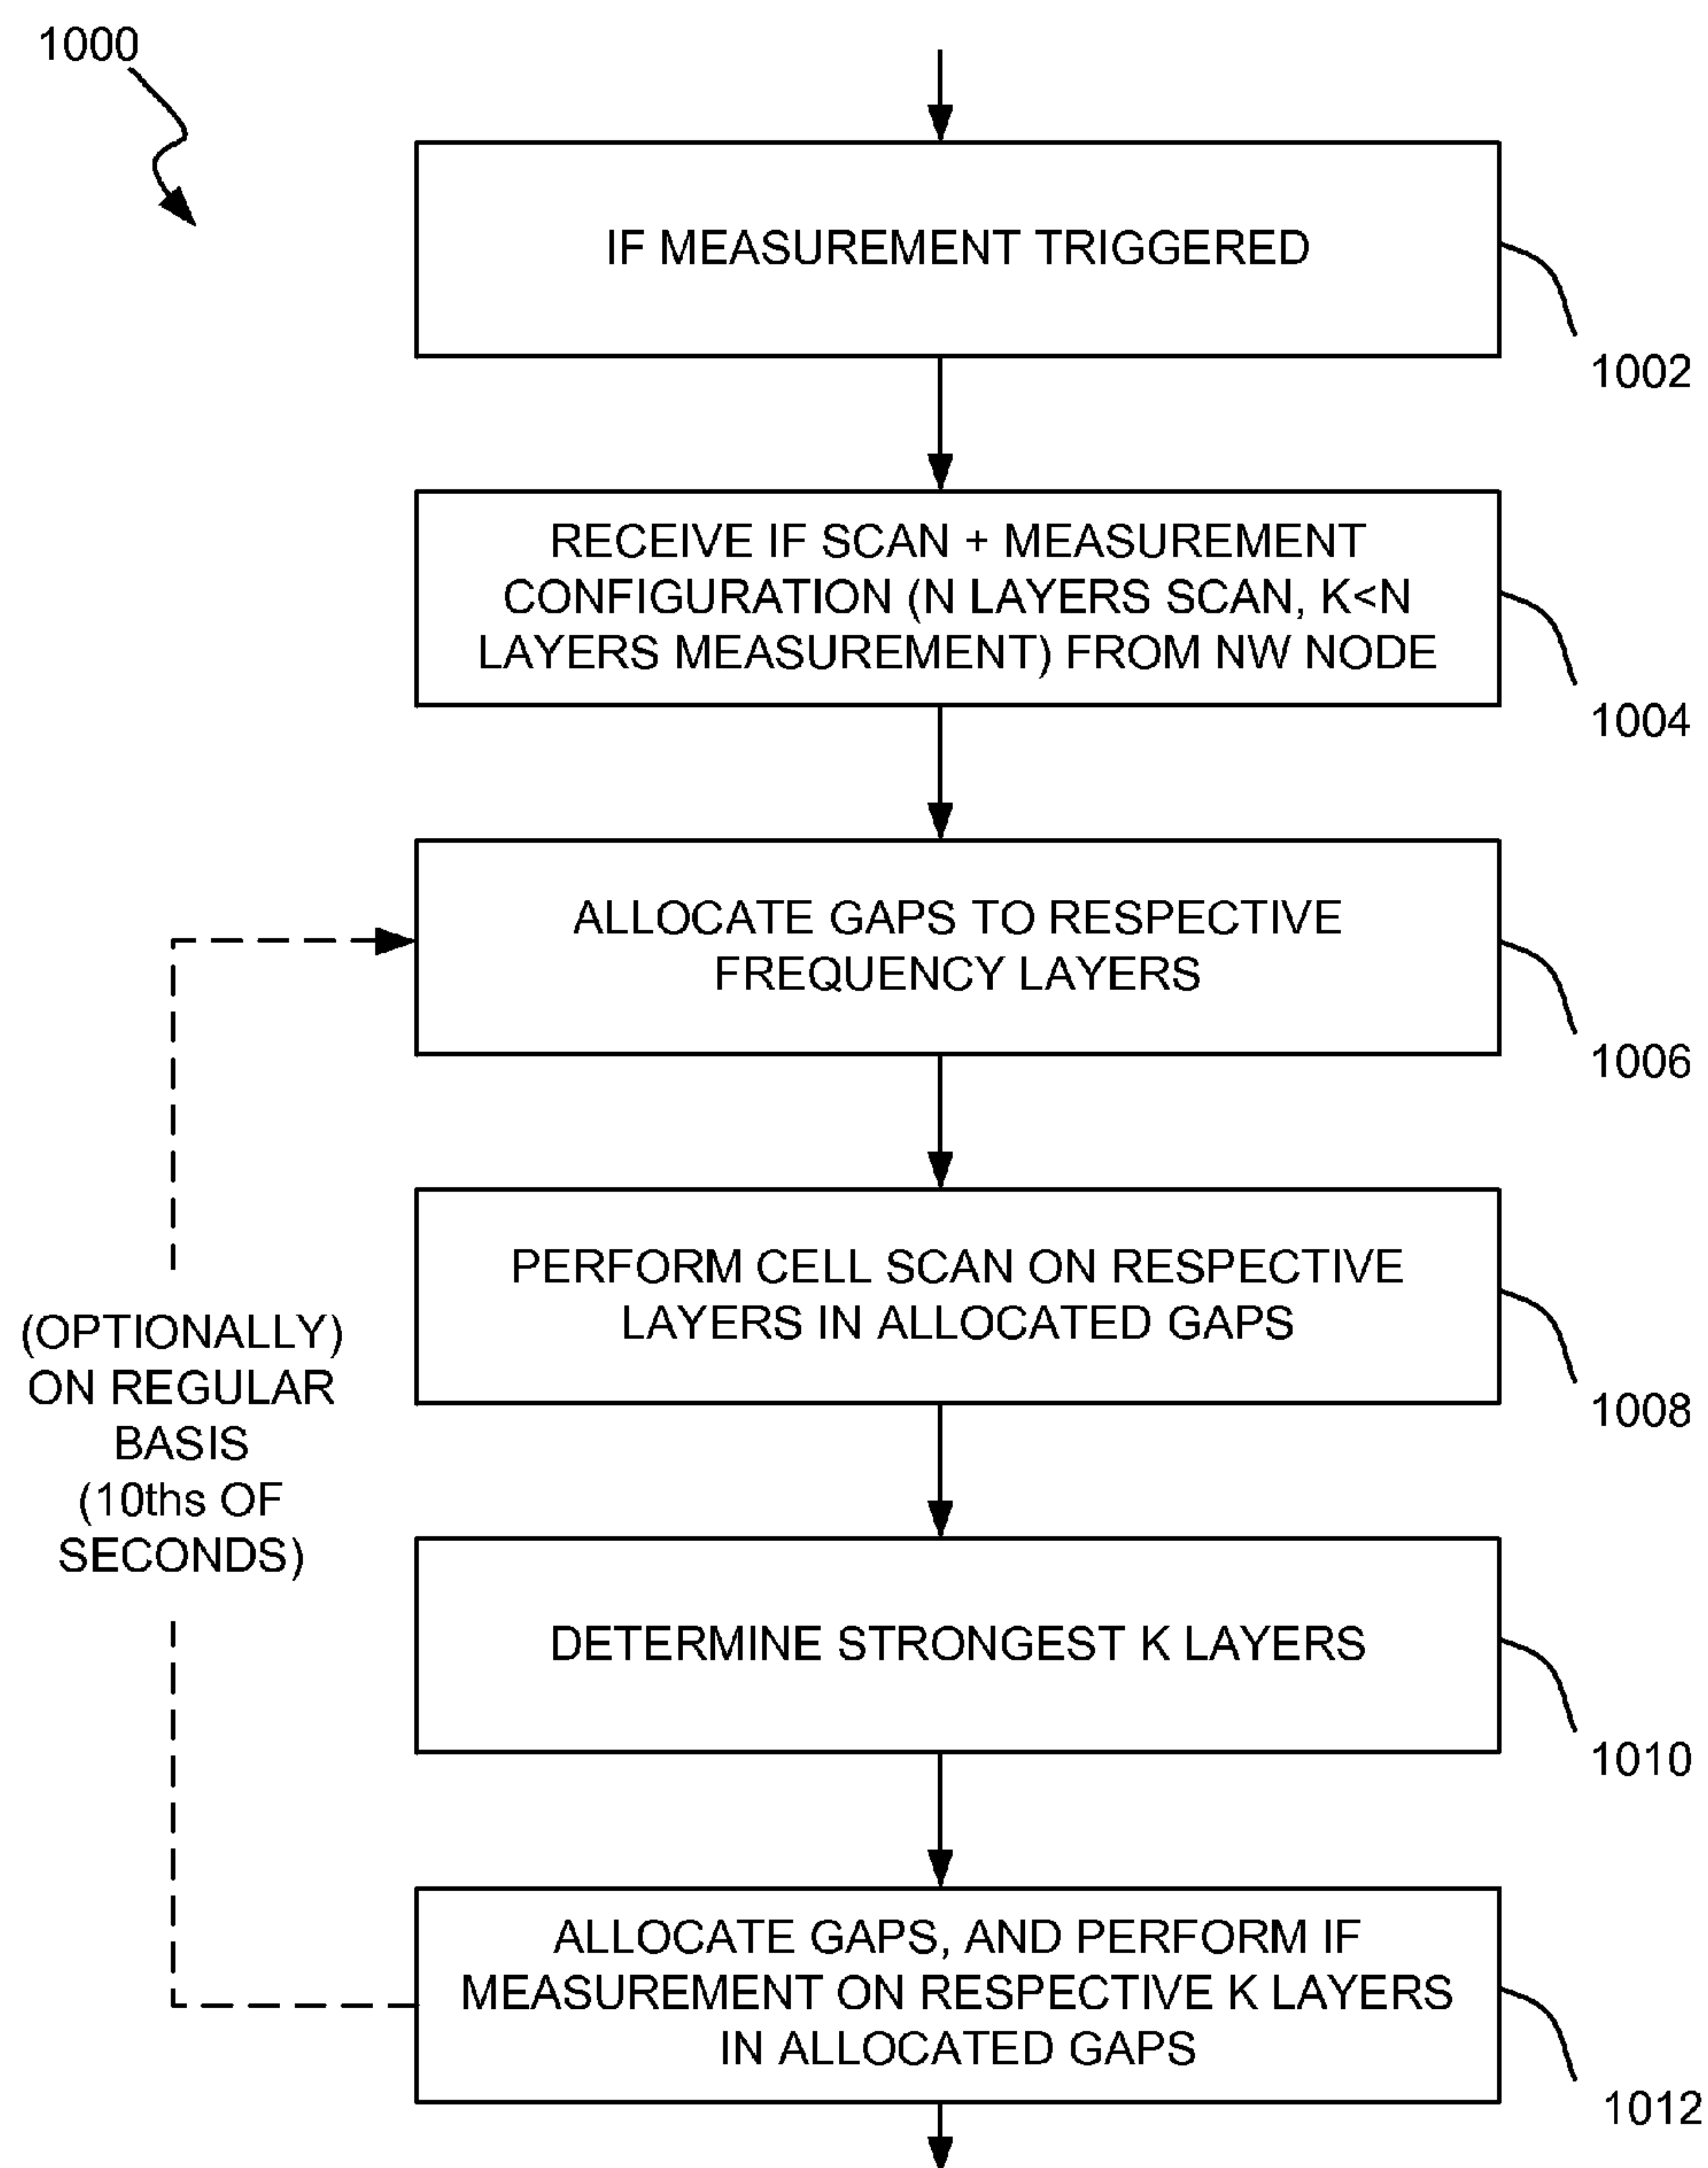 1000
IF MEASUREMENT TRIGGERED
1002
RECEIVE IF SCAN + MEASUREMENT
CONFIGURATION (N LAYERS SCAN, K<N
LAYERS MEASUREMENT) FROM NW NODE
1004
ALLOCATE GAPS TO RESPECTIVE
FREQUENCY LAYERS
1006
PERFORM CELL SCAN ON RESPECTIVE
LAYERS IN ALLOCATED GAPS
1008
(OPTIONALLY)
ON REGULAR
BASIS
(10ths OF
SECONDS)
DETERMINE STRONGEST K LAYERS
1010
ALLOCATE GAPS, AND PERFORM IF
MEASUREMENT ON RESPECTIVE K LAYERS
IN ALLOCATED GAPS
1012